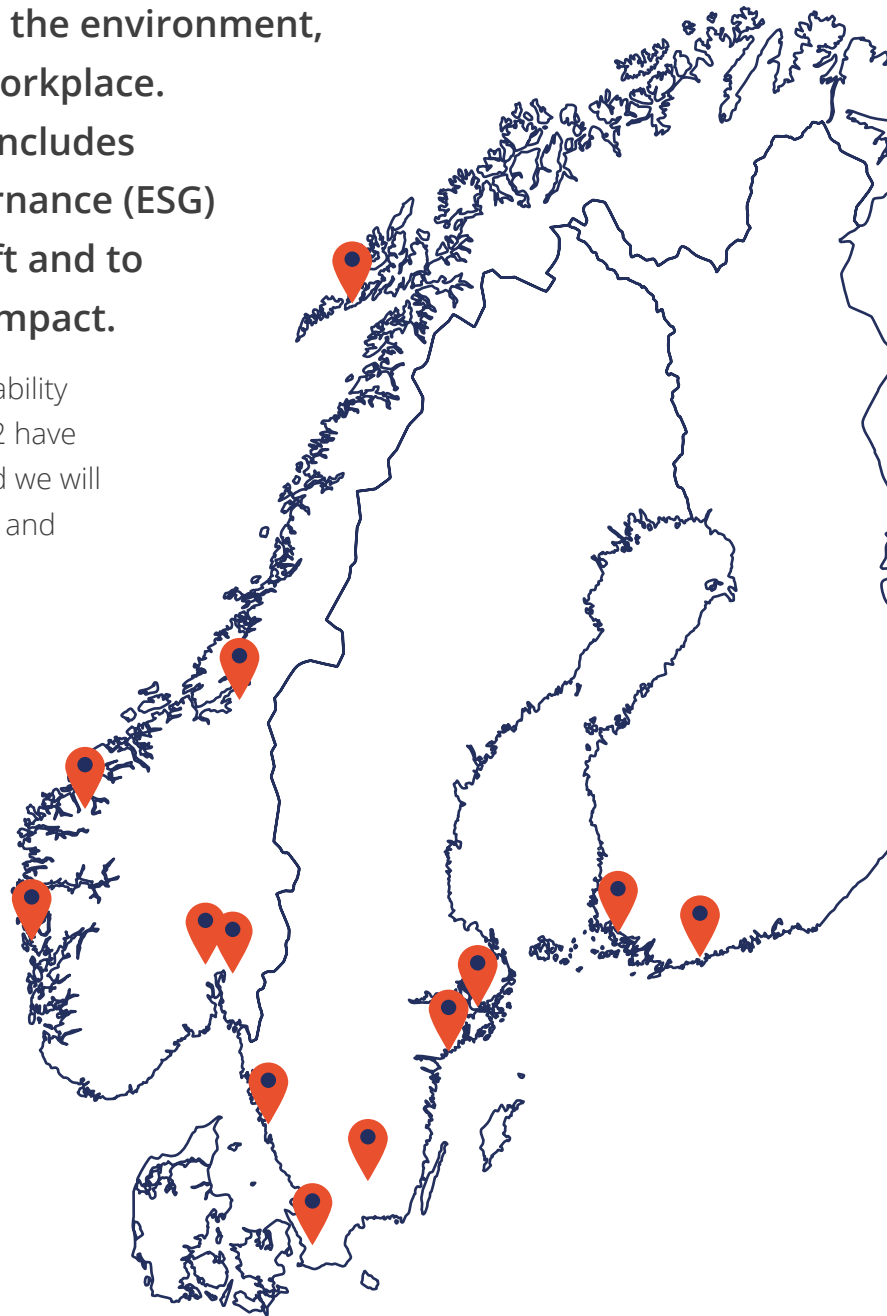 the environment,
orkplace.
ncludes
rnance (ESG)
ft and to
mpact.
ability
2 have
d we will
and